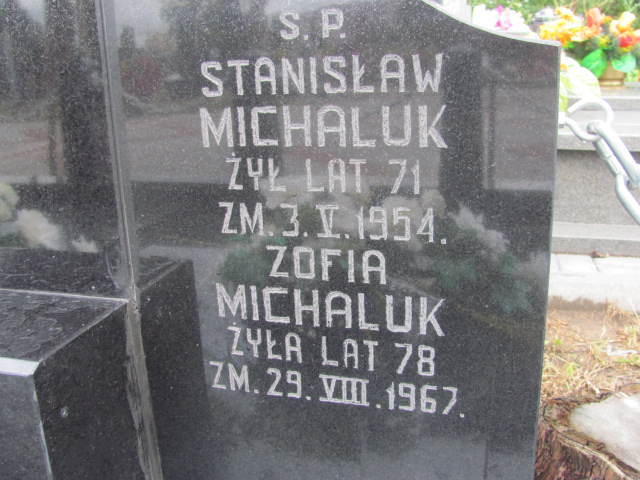 S. P.
STANISŁAW
MICHALUK
ŻYŁ LAT 71
ZM. 3. V. 1954.
ZOFIA
MICHALUK
ŻYŁA LAT 78
ZM. 29. VIII. 1967.